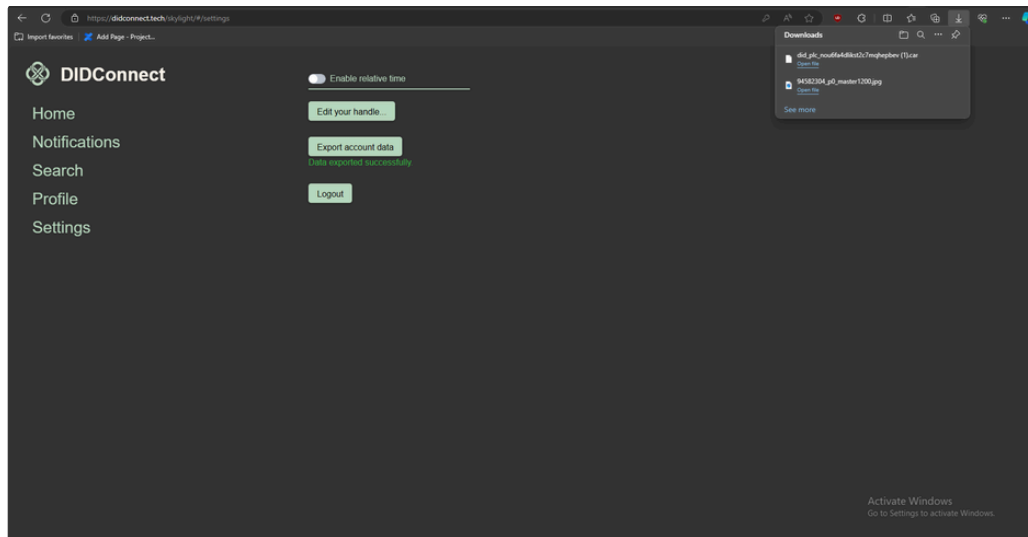 https://didconnect.tech/skylight/#/settings
Import favorites
Add Page - Project...
Downloads
Open file
94582304_p0_master1200.jpg
Open file
See more
DIDConnect
Home
Notifications
Search
Profile
Settings
Enable relative time
Edit your handle...
Export account data
Data exported successfully
Logout
Activate Windows
Go to Settings to activate Windows.